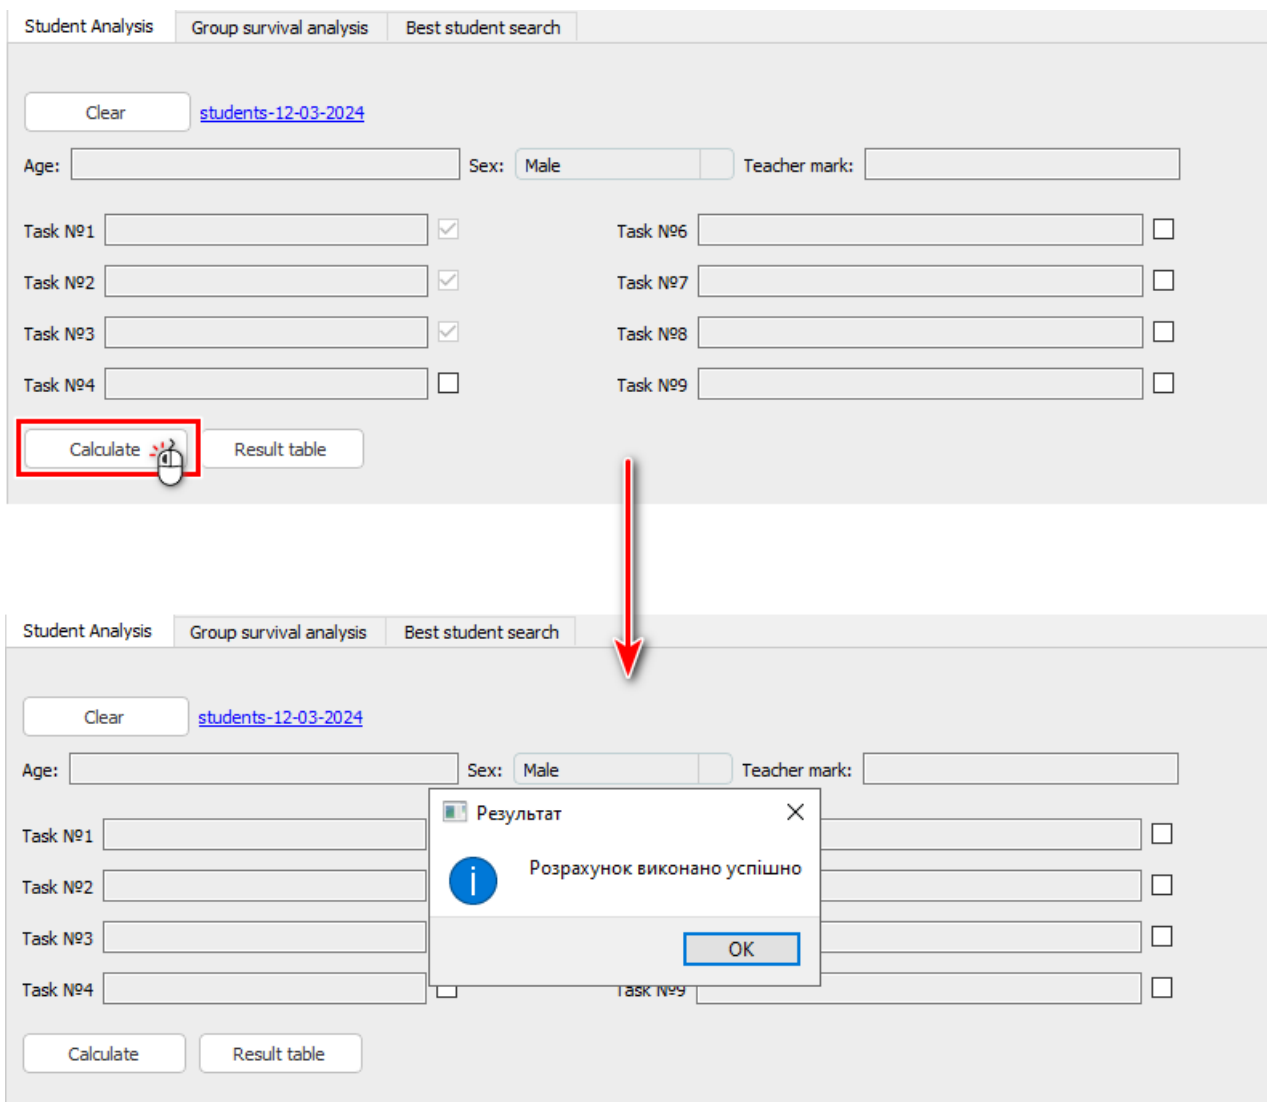 Student Analysis Group survival analysis Best student search
Clear students-12-03-2024
Age: Sex: Male Teacher mark:
Task №1 Task №6
Task №2 Task №7
Task №3 Task №8
Task №4 Task №9
Calculate Result table
Student Analysis Group survival analysis Best student search
Clear students-12-03-2024
Age: Sex: Male Teacher mark:
Результат
Task №1
Розрахунок виконано успішно
Task №2
Task №3
OK
Task №4 Task №9
Calculate Result table